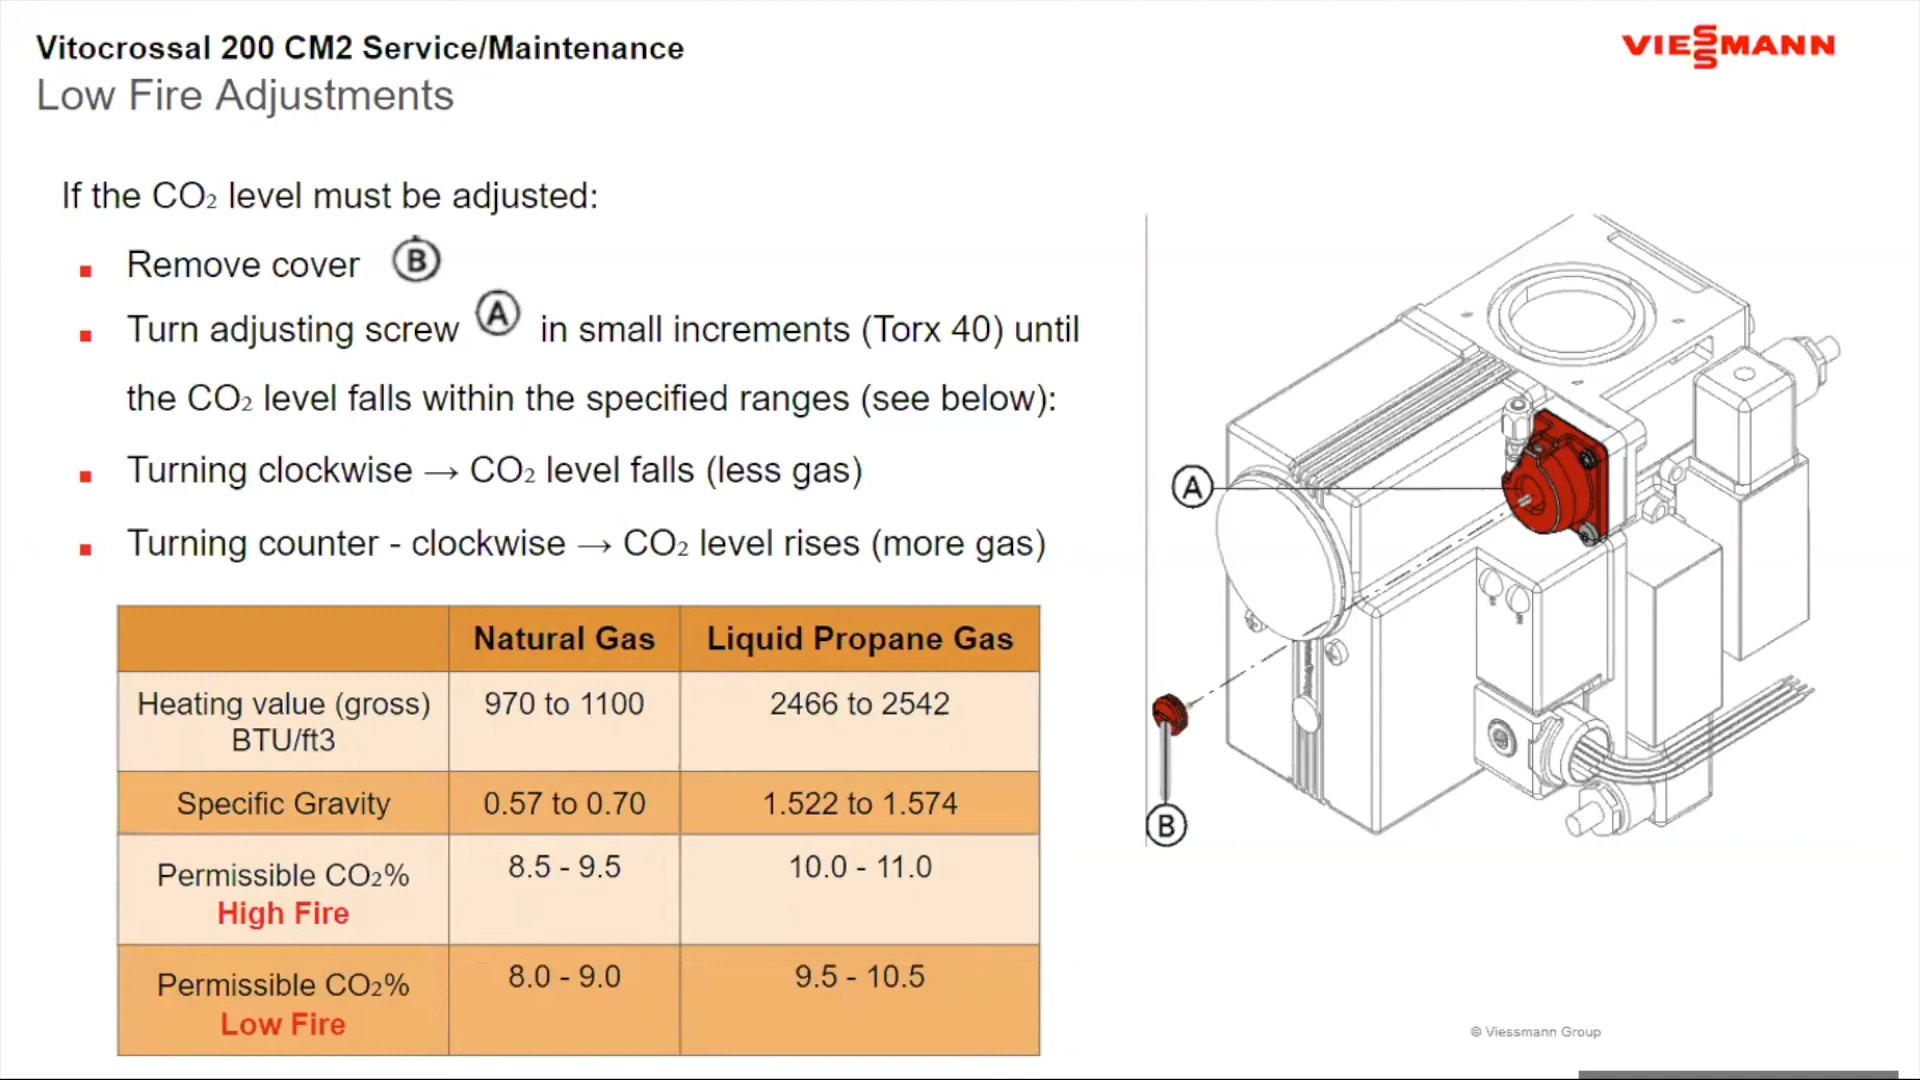 Vitocrossal 200 CM2 Service/Maintenance
VIESSMANN
Low Fire Adjustments
If the CO₂ level must be adjusted:
▪ Remove cover Ⓑ
▪ Turn adjusting screw Ⓐ in small increments (Torx 40) until
the CO₂ level falls within the specified ranges (see below):
▪ Turning clockwise → CO₂ level falls (less gas)
▪ Turning counter - clockwise → CO₂ level rises (more gas)
Natural Gas Liquid Propane Gas
Heating value (gross) 970 to 1100 2466 to 2542
BTU/ft3
Specific Gravity 0.57 to 0.70 1.522 to 1.574
Permissible CO₂% 8.5 - 9.5 10.0 - 11.0
High Fire
Permissible CO₂% 8.0 - 9.0 9.5 - 10.5
Low Fire
A
B
© Viessmann Group